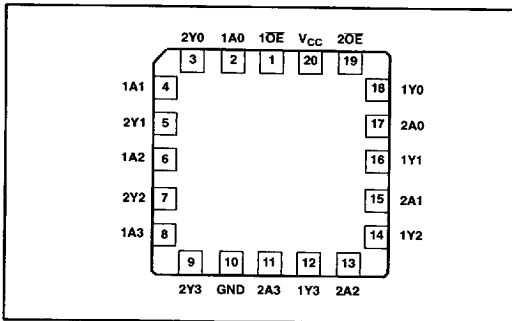 2Y0 1A0 1O̅E̅ VCC 2O̅E̅
3 2 1 20 19
1A1 4 18 1Y0
2Y1 5 17 2A0
1A2 6 16 1Y1
2Y2 7 15 2A1
1A3 8 14 1Y2
9 10 11 12 13
2Y3 GND 2A3 1Y3 2A2